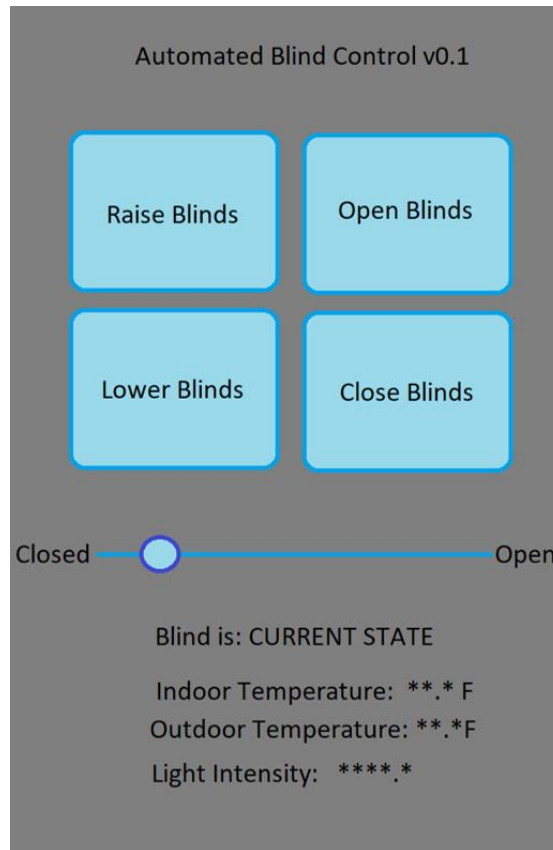 Automated Blind Control v0.1
Raise Blinds
Open Blinds
Lower Blinds
Close Blinds
Closed
Open
Blind is: CURRENT STATE
Indoor Temperature: **.* F
Outdoor Temperature: **.*F
Light Intensity: ****.*